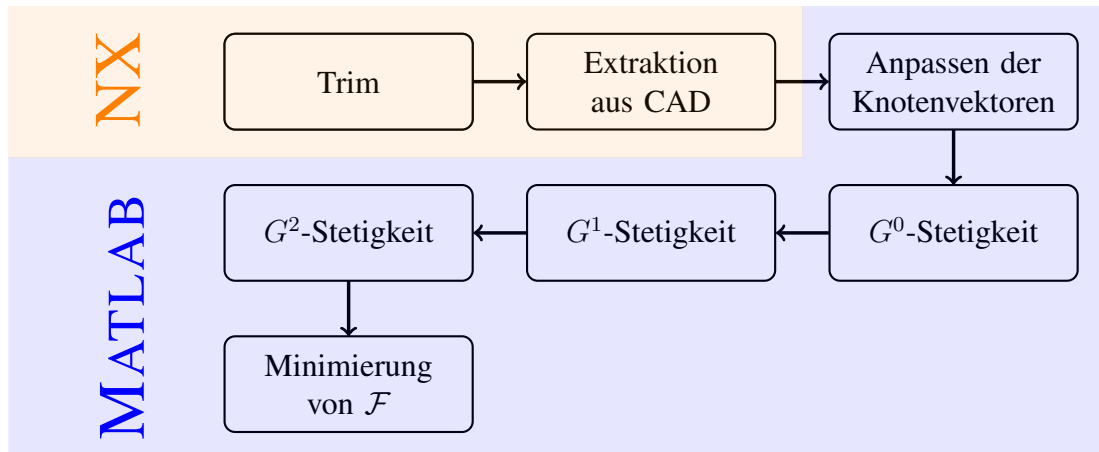 NX
Trim
Extraktion
aus CAD
Anpassen der
Knotenvektoren
MATLAB
G²-Stetigkeit
G¹-Stetigkeit
G⁰-Stetigkeit
Minimierung
von ℱ